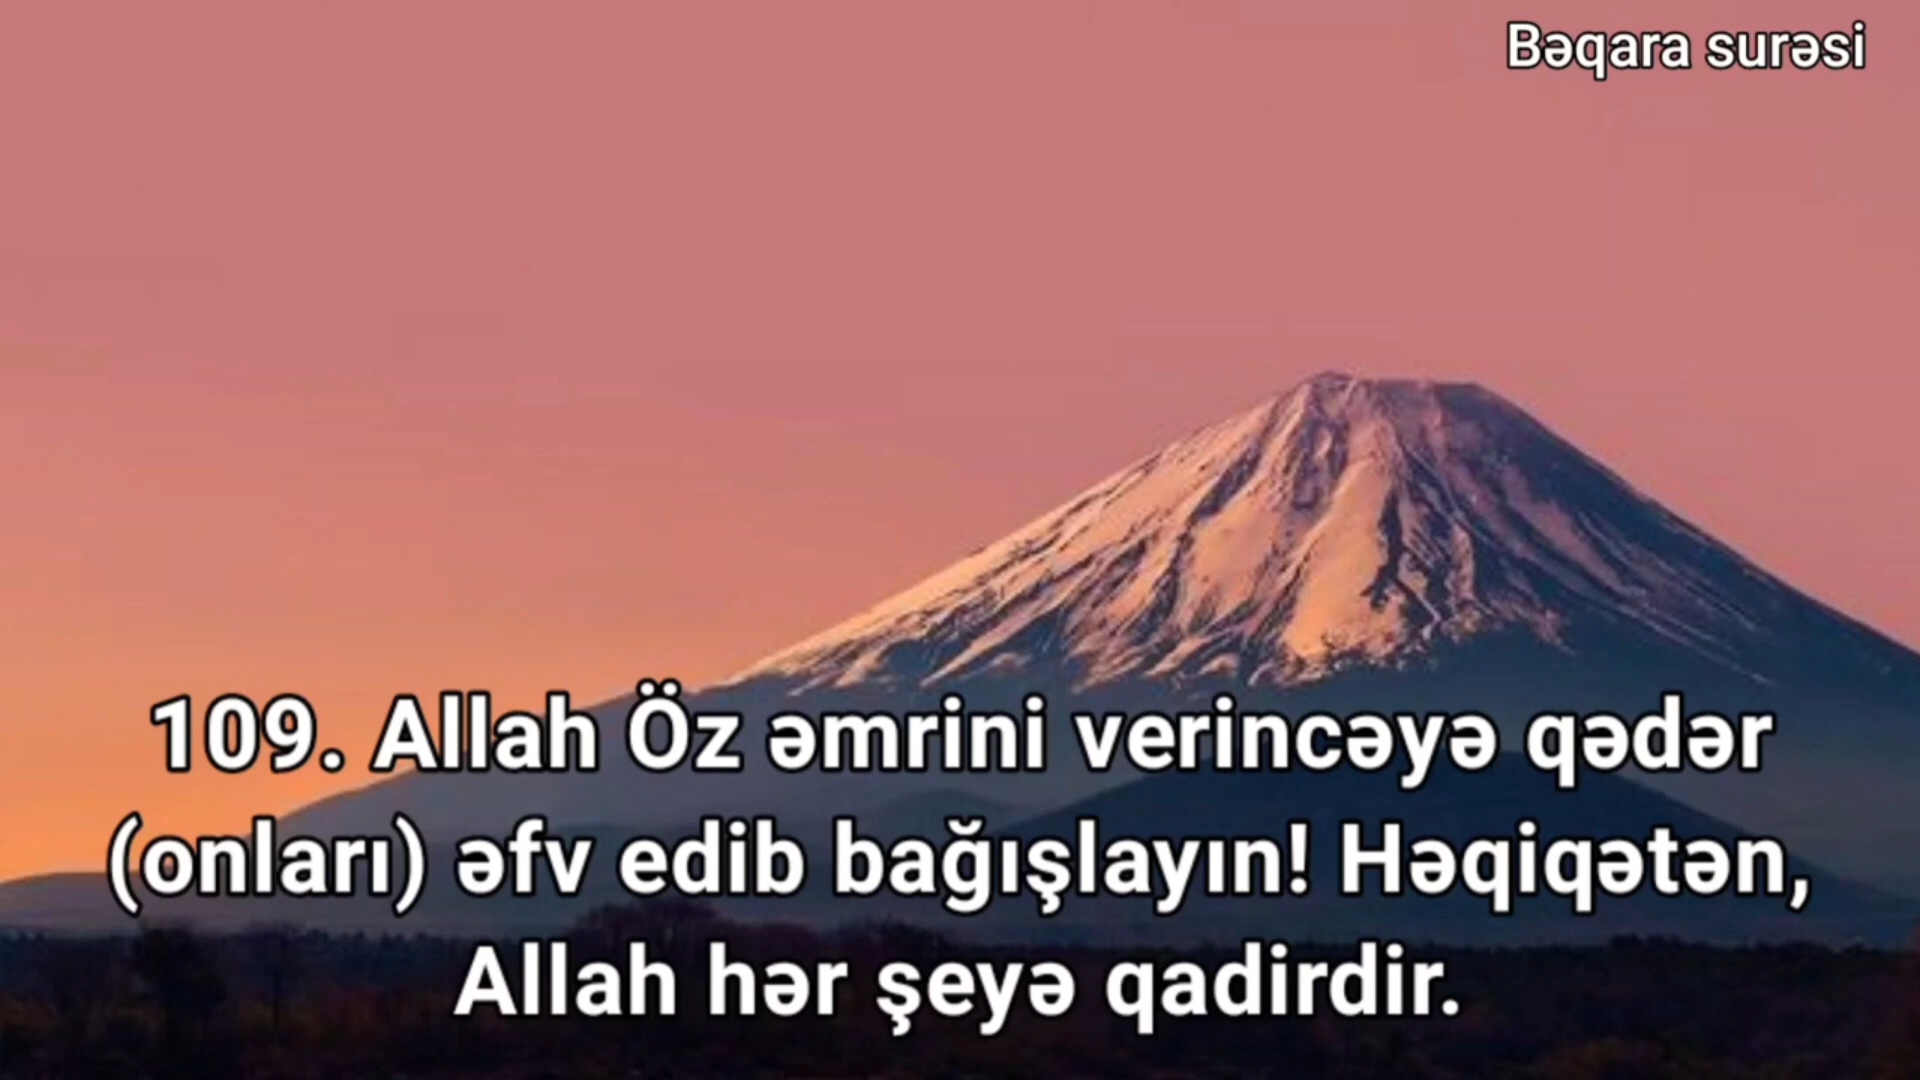 Bəqara surəsi
109. Allah Öz əmrini verincəyə qədər
(onları) əfv edib bağışlayın! Həqiqətən,
Allah hər şeyə qadirdir.